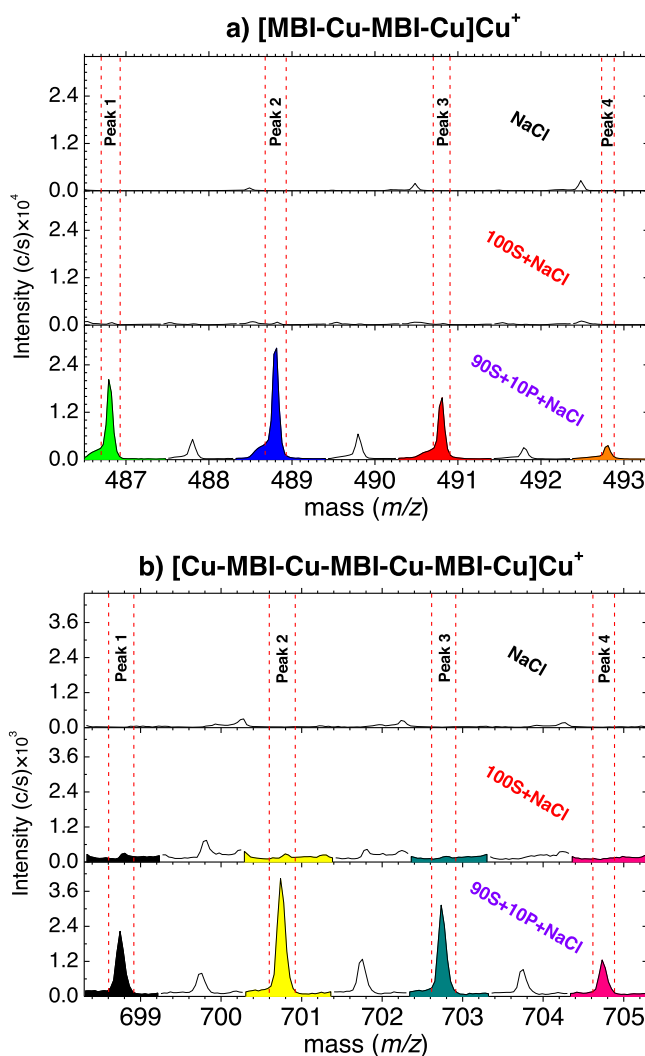 a) [MBI-Cu-MBI-Cu]Cu⁺
Peak 1
Peak 2
Peak 3
Peak 4
NaCl
2.4
1.2
0.0
100S+NaCl
2.4
1.2
0.0
90S+10P+NaCl
2.4
1.2
0.0
Intensity (c/s)×10⁴
487 488 489 490 491 492 493
mass (m/z)
b) [Cu-MBI-Cu-MBI-Cu-MBI-Cu]Cu⁺
Peak 1
Peak 2
Peak 3
Peak 4
NaCl
3.6
2.4
1.2
0.0
100S+NaCl
3.6
2.4
1.2
0.0
90S+10P+NaCl
3.6
2.4
1.2
0.0
Intensity (c/s)×10³
699 700 701 702 703 704 705
mass (m/z)